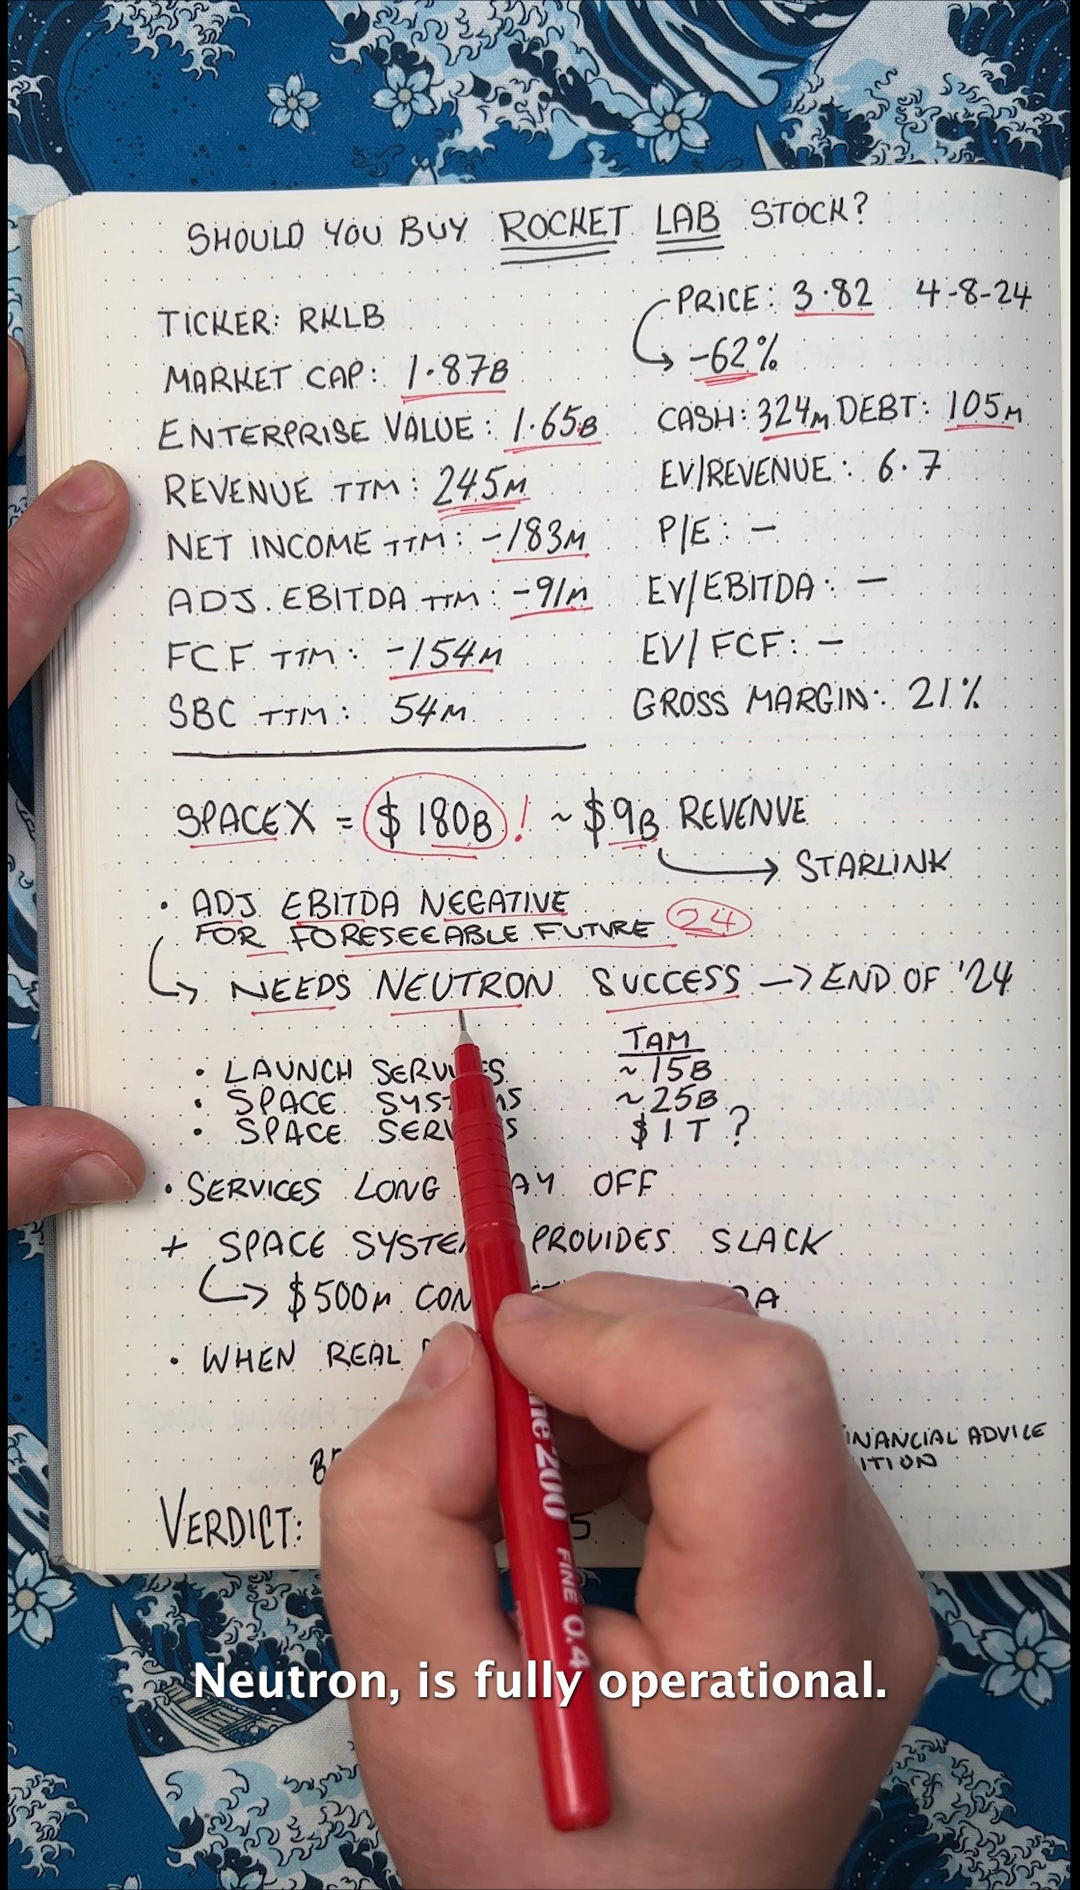 SHOULD YOU BUY ROCKET LAB STOCK?
TICKER: RKLB
PRICE: 3.82 4-8-24
-62%
MARKET CAP: 1.87B
ENTERPRISE VALUE: 1.65B
CASH: 324M DEBT: 105M
REVENUE TTM: 245M
EV/REVENUE: 6.7
NET INCOME TTM: -183M
P/E: -
ADJ. EBITDA TTM: -91M
EV/EBITDA: -
FCF TTM: -154M
EV/FCF: -
SBC TTM: 54M
GROSS MARGIN: 21%
SPACEX = $180B! ~$9B REVENUE
→ STARLINK
• ADJ EBITDA NEGATIVE
FOR FORESEEABLE FUTURE 24
→ NEEDS NEUTRON SUCCESS → END OF '24
TAM
• LAUNCH SERVICES ~15B
• SPACE SYSTEMS ~25B
• SPACE SERVICES $1T?
• SERVICES LONG OFF
+ SPACE SYSTEMS PROVIDES SLACK
→ $500M
• WHEN REAL
FINANCIAL ADVICE
VERDICT: 5
FINE 0.4
Neutron, is fully operational.